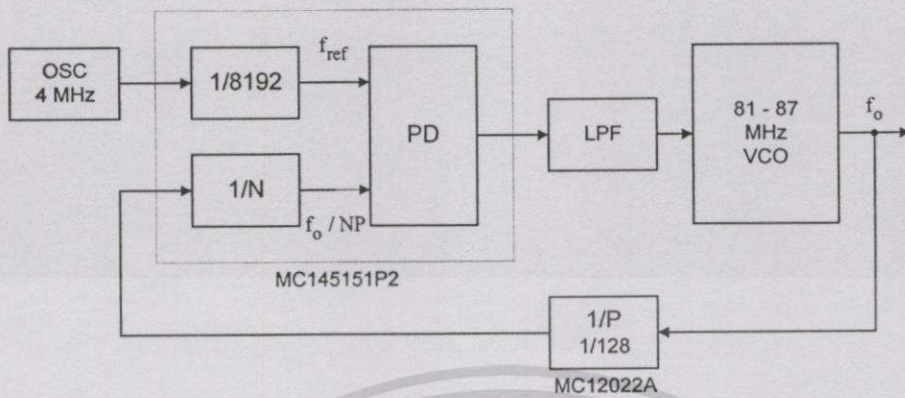 OSC
4 MHz
1/8192
f_ref
PD
1/N
f_o / NP
MC145151P2
LPF
81 - 87
MHz
VCO
f_o
1/P
1/128
MC12022A